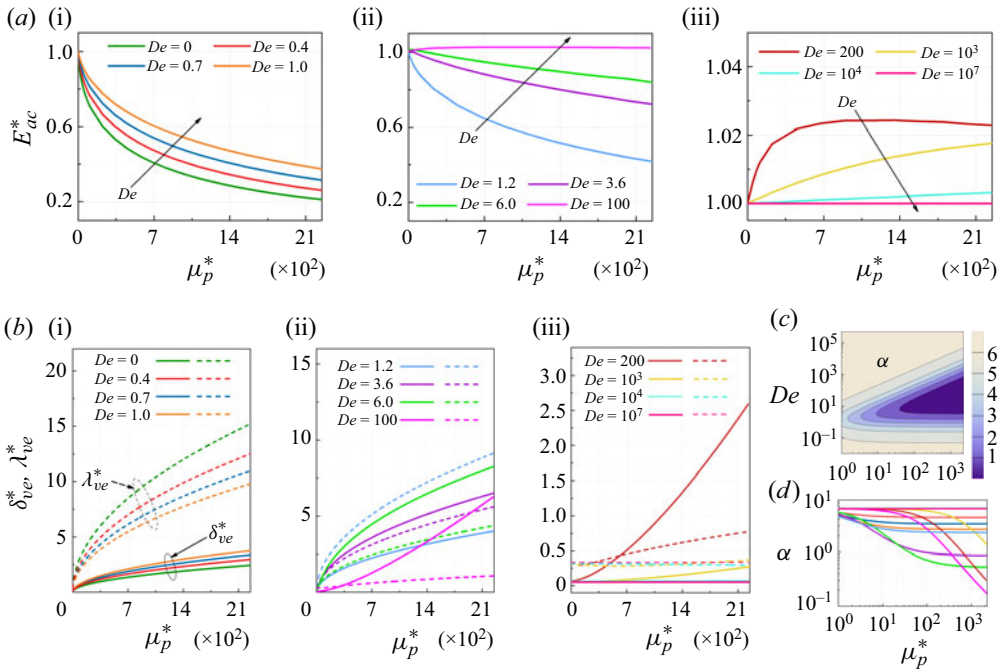 (a) (i) (ii) (iii)
De = 0 De = 0.4
De = 0.7 De = 1.0
De
1.0
0.6
0.2
E*ac
0 7 14 21
μ*p (×10²)
1.0
0.6
0.2
De
De = 1.2 De = 3.6
De = 6.0 De = 100
0 7 14 21
μ*p (×10²)
De = 200 De = 10³
De = 10⁴ De = 10⁷
De
1.04
1.02
1.00
0 7 14 21
μ*p (×10²)
(b) (i) (ii) (iii)
De = 0
De = 0.4
De = 0.7
De = 1.0
20
15
10
5
δ*ve, λ*ve
λ*ve
δ*ve
0 7 14 21
μ*p (×10²)
De = 1.2
De = 3.6
De = 6.0
De = 100
15
10
5
0 7 14 21
μ*p (×10²)
De = 200
De = 10³
De = 10⁴
De = 10⁷
3.0
2.5
2.0
1.5
1.0
0.5
0
0 7 14 21
μ*p (×10²)
(c)
α
De
10⁵
10³
10¹
10⁻¹
10⁰ 10¹ 10² 10³
6
5
4
3
2
1
(d)
α
10¹
10⁰
10⁻¹
10⁰ 10¹ 10² 10³
μ*p